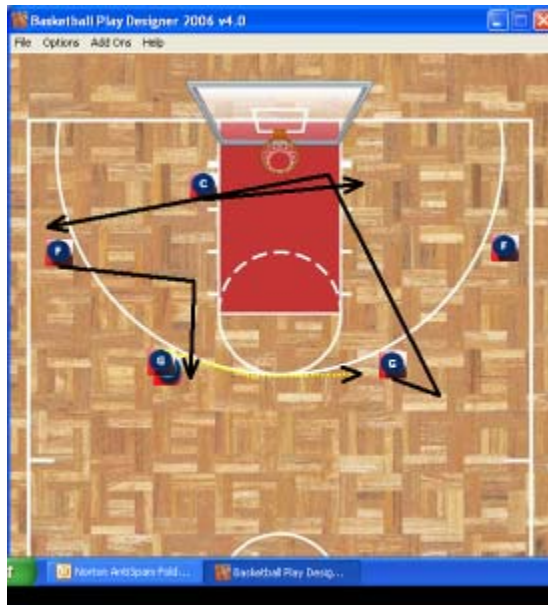 Basketball Play Designer 2006 v4.0
File Options Add Ons Help
C
F
F
G
G
Norton AntiSpam Fold... Basketball Play Desig...